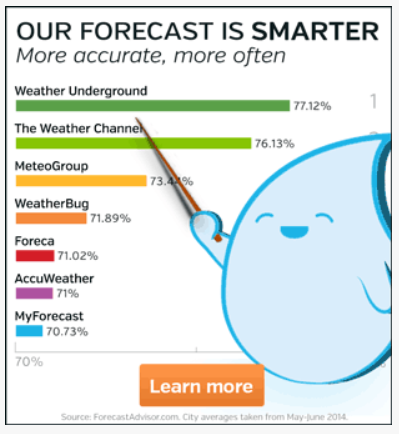 OUR FORECAST IS SMARTER
More accurate, more often
Weather Underground
77.12% 1
The Weather Channel
76.13%
MeteoGroup
73.44%
WeatherBug
71.89%
Foreca
71.02%
AccuWeather
71%
MyForecast
70.73%
70%
Learn more
Source: ForecastAdvisor.com. City averages taken from May-June 2014.